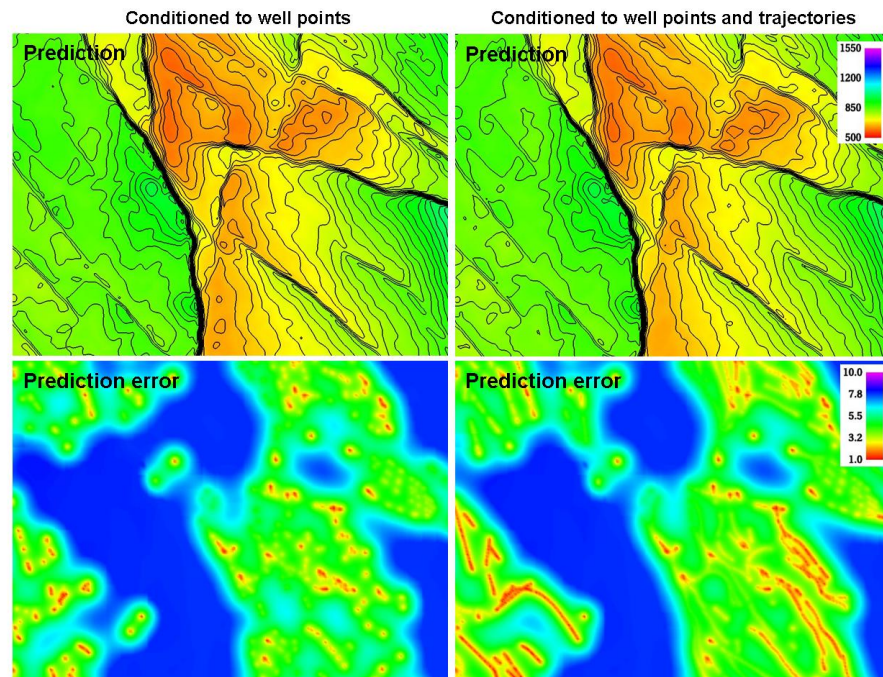 Conditioned to well points
Conditioned to well points and trajectories
Prediction
Prediction
1550
1200
850
500
Prediction error
Prediction error
10.0
7.8
5.5
3.2
1.0